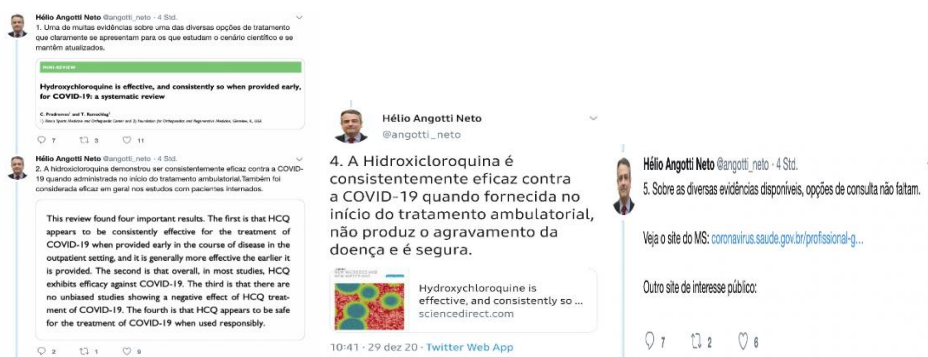 Hélio Angotti Neto @angotti_neto · 4 Std.
1. Uma de muitas evidências sobre uma das diversas opções de tratamento
que claramente se apresentam para os que estudam o cenário científico e se
mantêm atualizados.
MINI-REVIEW
Hydroxychloroquine is effective, and consistently so when provided early,
for COVID-19: a systematic review
7 3 11
Hélio Angotti Neto @angotti_neto · 4 Std.
2. A hidroxicloroquina demonstrou ser consistentemente eficaz contra a COVID-
19 quando administrada no início do tratamento ambulatorial.Também foi
considerada eficaz em geral nos estudos com pacientes internados.
This review found four important results. The first is that HCQ
appears to be consistently effective for the treatment of
COVID-19 when provided early in the course of disease in the
outpatient setting, and it is generally more effective the earlier it
is provided. The second is that overall, in most studies, HCQ
exhibits efficacy against COVID-19. The third is that there are
no unbiased studies showing a negative effect of HCQ treat-
ment of COVID-19. The fourth is that HCQ appears to be safe
for the treatment of COVID-19 when used responsibly.
2 1 9
Hélio Angotti Neto
@angotti_neto
4. A Hidroxicloroquina é
consistentemente eficaz contra
a COVID-19 quando fornecida no
início do tratamento ambulatorial,
não produz o agravamento da
doença e é segura.
Hydroxychloroquine is
effective, and consistently so ...
sciencedirect.com
10:41 · 29 dez 20 · Twitter Web App
Hélio Angotti Neto @angotti_neto · 4 Std.
5. Sobre as diversas evidências disponíveis, opções de consulta não faltam.
Veja o site do MS: coronavirus.saude.gov.br/profissional-g...
Outro site de interesse público:
7 2 6